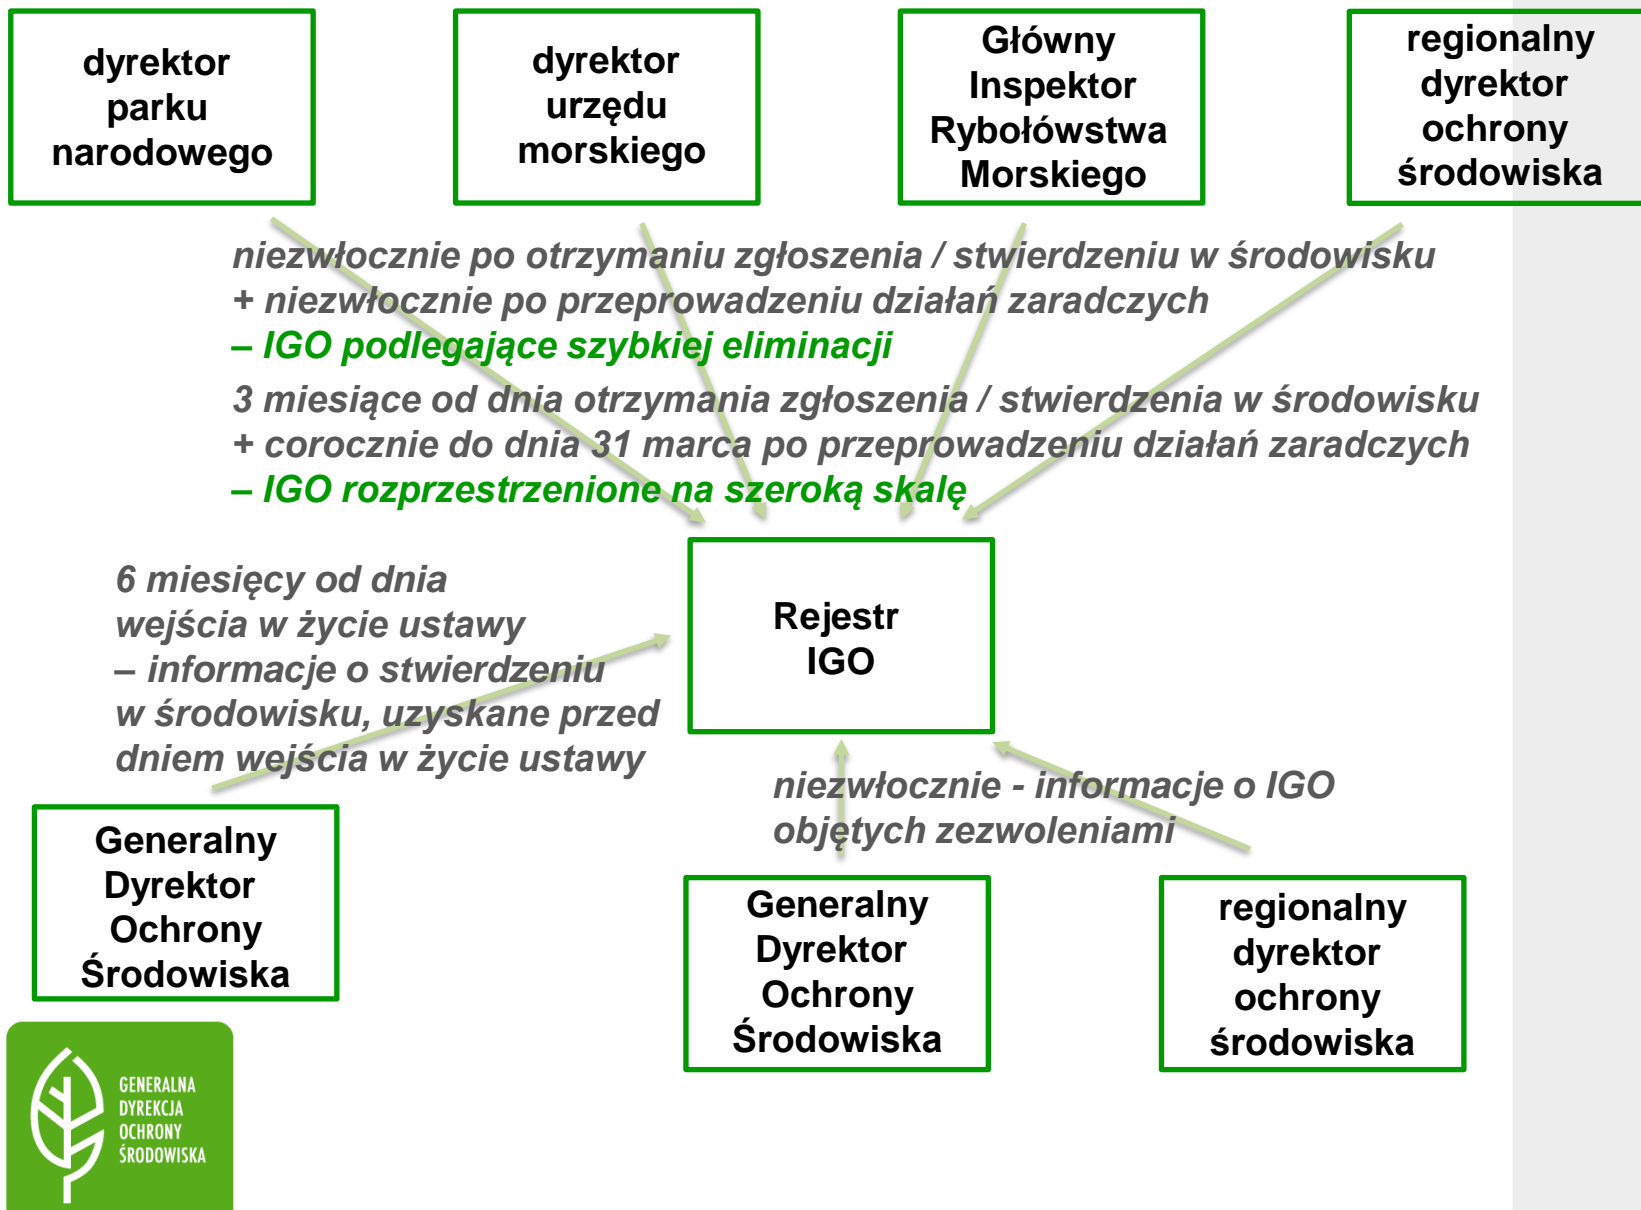 dyrektor
parku
narodowego
dyrektor
urzędu
morskiego
Główny
Inspektor
Rybołówstwa
Morskiego
regionalny
dyrektor
ochrony
środowiska
niezwłocznie po otrzymaniu zgłoszenia / stwierdzeniu w środowisku
+ niezwłocznie po przeprowadzeniu działań zaradczych
– IGO podlegające szybkiej eliminacji
3 miesiące od dnia otrzymania zgłoszenia / stwierdzenia w środowisku
+ corocznie do dnia 31 marca po przeprowadzeniu działań zaradczych
– IGO rozprzestrzenione na szeroką skalę
6 miesięcy od dnia
wejścia w życie ustawy
– informacje o stwierdzeniu
w środowisku, uzyskane przed
dniem wejścia w życie ustawy
Rejestr
IGO
niezwłocznie - informacje o IGO
objętych zezwoleniami
Generalny
Dyrektor
Ochrony
Środowiska
Generalny
Dyrektor
Ochrony
Środowiska
regionalny
dyrektor
ochrony
środowiska
GENERALNA
DYREKCJA
OCHRONY
ŚRODOWISKA